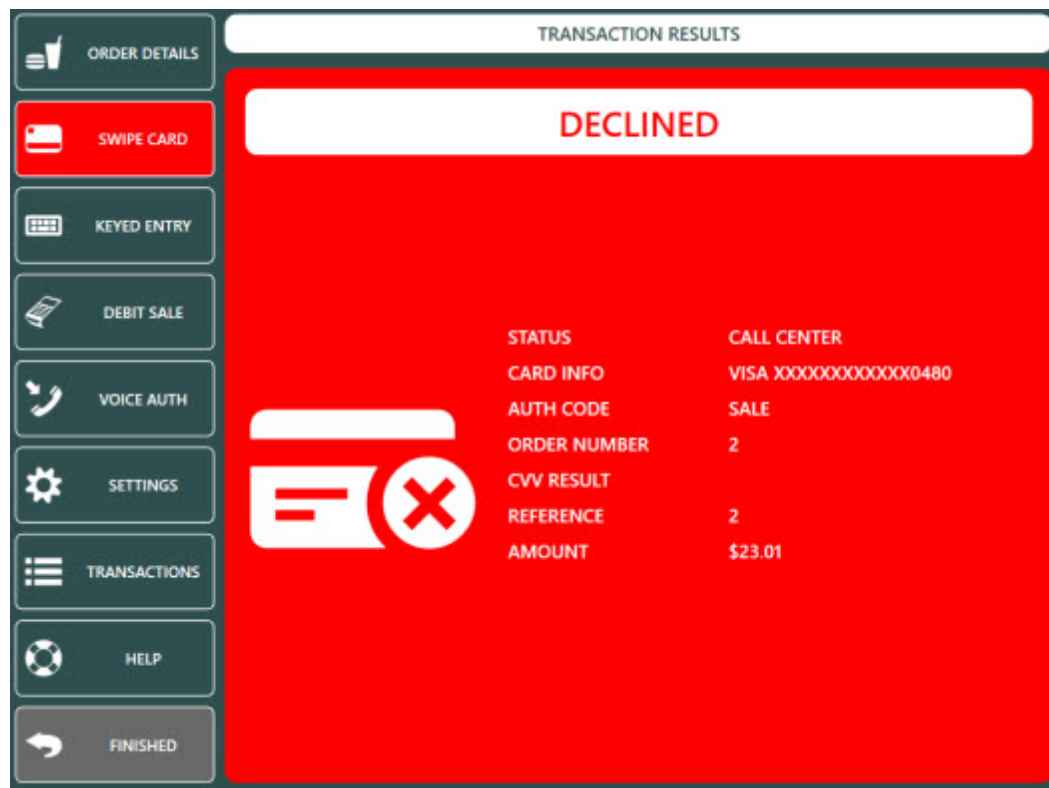 ORDER DETAILS
SWIPE CARD
KEYED ENTRY
DEBIT SALE
VOICE AUTH
SETTINGS
TRANSACTIONS
HELP
FINISHED
TRANSACTION RESULTS
DECLINED
STATUS CALL CENTER
CARD INFO VISA XXXXXXXXXXXX0480
AUTH CODE SALE
ORDER NUMBER 2
CVV RESULT
REFERENCE 2
AMOUNT $23.01